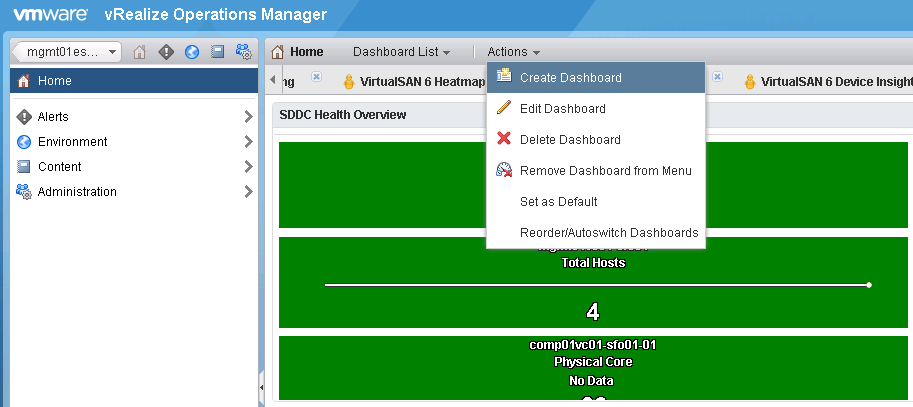 vmware vRealize Operations Manager
mgmt01es...
Home Dashboard List Actions
Home
Alerts
Environment
Content
Administration
ng VirtualSAN 6 Heatmap VirtualSAN 6 Device Insight
SDDC Health Overview
Create Dashboard
Edit Dashboard
Delete Dashboard
Remove Dashboard from Menu
Set as Default
Reorder/Autoswitch Dashboards
Total Hosts
4
comp01vc01-sfo01-01
Physical Core
No Data